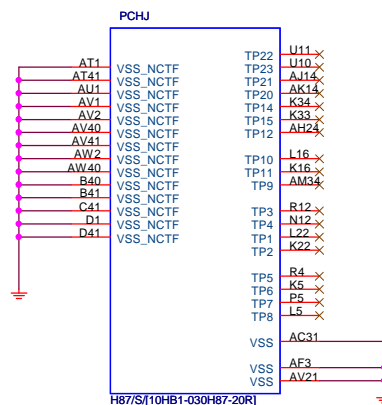 PCHJ
AT1 VSS_NCTF
AT41 VSS_NCTF
AU1 VSS_NCTF
AV1 VSS_NCTF
AV2 VSS_NCTF
AV40 VSS_NCTF
AV41 VSS_NCTF
AW2 VSS_NCTF
AW40 VSS_NCTF
B40 VSS_NCTF
B41 VSS_NCTF
C41 VSS_NCTF
D1 VSS_NCTF
D41 VSS_NCTF
TP22 U11
TP23 U10
TP21 AJ14
TP20 AK14
TP14 K34
TP15 K33
TP12 AH24
TP10 L16
TP11 K16
TP9 AM34
TP3 R12
TP4 N12
TP1 L22
TP2 K22
TP5 R4
TP6 K5
TP7 P5
TP8 L5
VSS AC31
VSS AF3
VSS AV21
H87/S/[10HB1-030H87-20R]